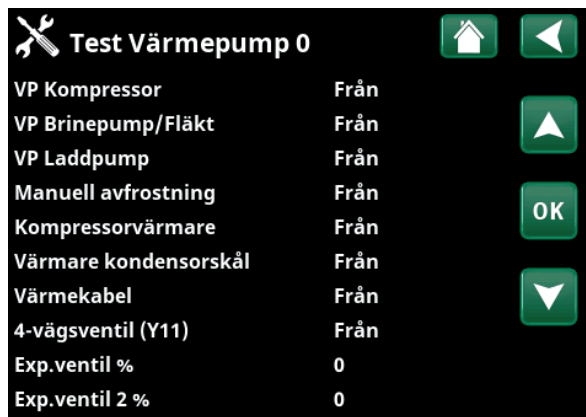 Test Värmepump 0
VP Kompressor Från
VP Brinepump/Fläkt Från
VP Laddpump Från
Manuell avfrostning Från
OK
Kompressorvärmare Från
Värmare kondensorskål Från
Värmekabel Från
4-vägsventil (Y11) Från
Exp.ventil % 0
Exp.ventil 2 % 0